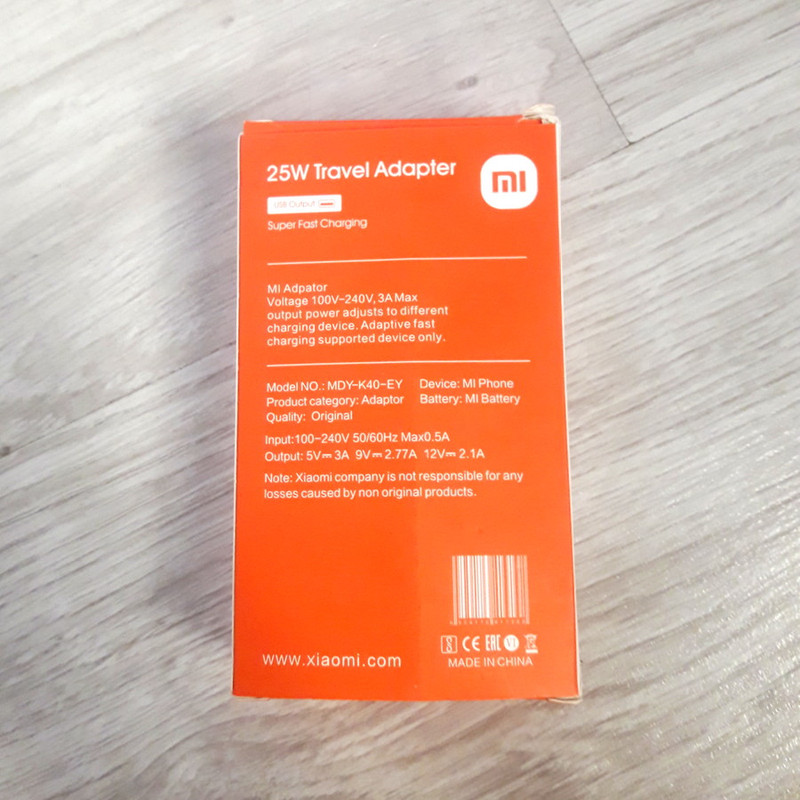 25W Travel Adapter
MI
USB Output
Super Fast Charging
MI Adpator
Voltage 100V-240V, 3A Max
output power adjusts to different
charging device. Adaptive fast
charging supported device only.
Model NO.: MDY-K40-EY Device: MI Phone
Product category: Adaptor Battery: MI Battery
Quality: Original
Input:100-240V 50/60Hz Max0.5A
Output: 5V⎓3A 9V⎓2.77A 12V⎓2.1A
Note: Xiaomi company is not responsible for any
losses caused by non original products.
CE EAC VI
www.xiaomi.com
MADE IN CHINA